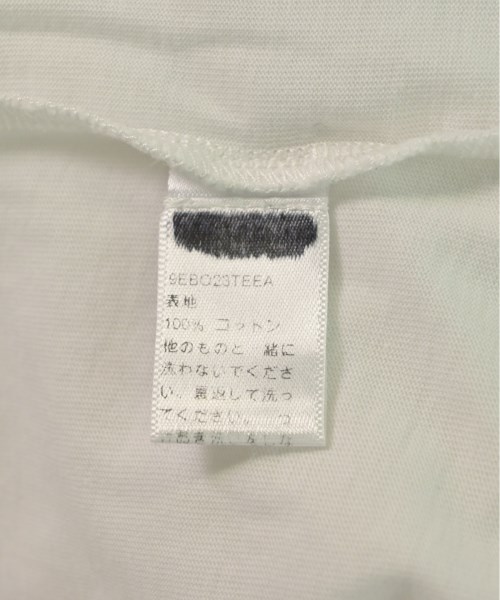 9EBO23TEEA
表地
100% コットン
他のものと 緒に
洗わないでくださ
い。裏返して洗っ
てください。